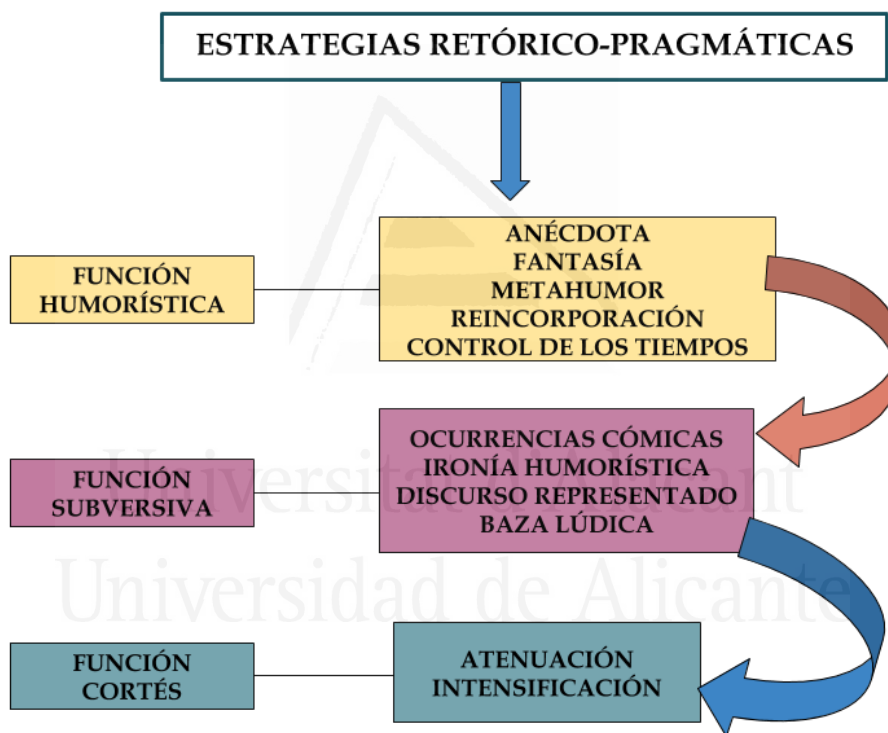 ESTRATEGIAS RETÓRICO-PRAGMÁTICAS
FUNCIÓN
HUMORÍSTICA
ANÉCDOTA
FANTASÍA
METAHUMOR
REINCORPORACIÓN
CONTROL DE LOS TIEMPOS
FUNCIÓN
SUBVERSIVA
OCURRENCIAS CÓMICAS
IRONÍA HUMORÍSTICA
DISCURSO REPRESENTADO
BAZA LÚDICA
Universitat d'Alacant
Universidad de Alicante
FUNCIÓN
CORTÉS
ATENUACIÓN
INTENSIFICACIÓN